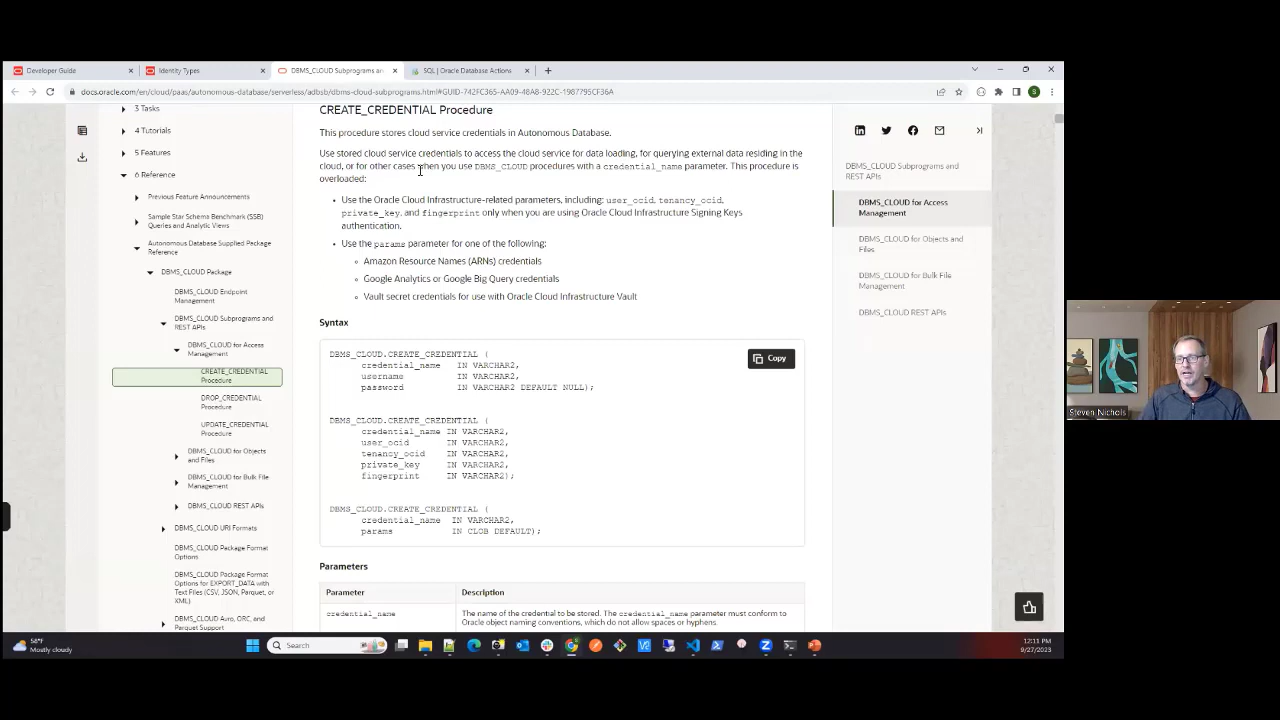 Developer Guide
Identity Types
DBMS_CLOUD Subprograms an
SQL | Oracle Database Actions
docs.oracle.com/en/cloud/paas/autonomous-database/serverless/adbsb/dbms-cloud-subprograms.html#GUID-742FC365-AA09-48A8-922C-1987795CF36A
3 Tasks
4 Tutorials
5 Features
6 Reference
Previous Feature Announcements
Sample Star Schema Benchmark (SSB)
Queries and Analytic Views
Autonomous Database Supplied Package
Reference
DBMS_CLOUD Package
DBMS_CLOUD Endpoint
Management
DBMS_CLOUD Subprograms and
REST APIs
DBMS_CLOUD for Access
Management
CREATE_CREDENTIAL
Procedure
DROP_CREDENTIAL
Procedure
UPDATE_CREDENTIAL
Procedure
DBMS_CLOUD for Objects
and Files
DBMS_CLOUD for Bulk File
Management
DBMS_CLOUD REST APIs
DBMS_CLOUD URI Formats
DBMS_CLOUD Package Format
Options
DBMS_CLOUD Package Format
Options for EXPORT_DATA with
Text Files (CSV, JSON, Parquet, or
XML)
DBMS_CLOUD Avro, ORC, and
Parquet Support
CREATE_CREDENTIAL Procedure
This procedure stores cloud service credentials in Autonomous Database.
Use stored cloud service credentials to access the cloud service for data loading, for querying external data residing in the
cloud, or for other cases when you use DBMS_CLOUD procedures with a credential_name parameter. This procedure is
overloaded:
• Use the Oracle Cloud Infrastructure-related parameters, including: user_ocid, tenancy_ocid,
private_key, and fingerprint only when you are using Oracle Cloud Infrastructure Signing Keys
authentication.
• Use the params parameter for one of the following:
Amazon Resource Names (ARNs) credentials
Google Analytics or Google Big Query credentials
Vault secret credentials for use with Oracle Cloud Infrastructure Vault
Syntax
Copy
DBMS_CLOUD.CREATE_CREDENTIAL (
credential_name IN VARCHAR2,
username IN VARCHAR2,
password IN VARCHAR2 DEFAULT NULL);
DBMS_CLOUD.CREATE_CREDENTIAL (
credential_name IN VARCHAR2,
user_ocid IN VARCHAR2,
tenancy_ocid IN VARCHAR2,
private_key IN VARCHAR2,
fingerprint IN VARCHAR2);
DBMS_CLOUD.CREATE_CREDENTIAL (
credential_name IN VARCHAR2,
params IN CLOB DEFAULT);
Parameters
Parameter Description
credential_name The name of the credential to be stored. The credential_name parameter must conform to
Oracle object naming conventions, which do not allow spaces or hyphens.
DBMS_CLOUD Subprograms and
REST APIs
DBMS_CLOUD for Access
Management
DBMS_CLOUD for Objects and
Files
DBMS_CLOUD for Bulk File
Management
DBMS_CLOUD REST APIs
Steven Nichols
58°F
Mostly cloudy
Search
12:11 PM
9/27/2023